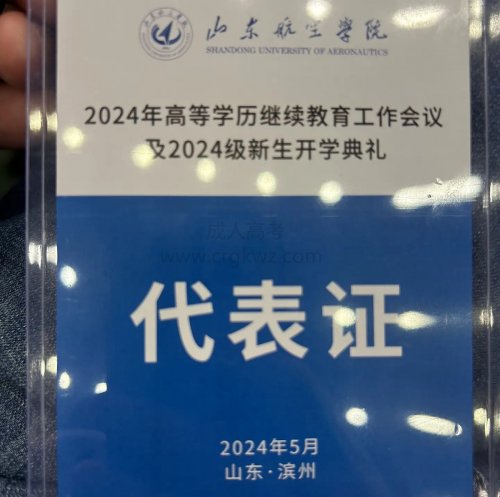 山东航空学院
SHANDONG UNIVERSITY OF AERONAUTICS
2024年高等学历继续教育工作会议
及2024级新生开学典礼
成人高考
www.crgkwz.com
代表证
2024年5月
山东·滨州